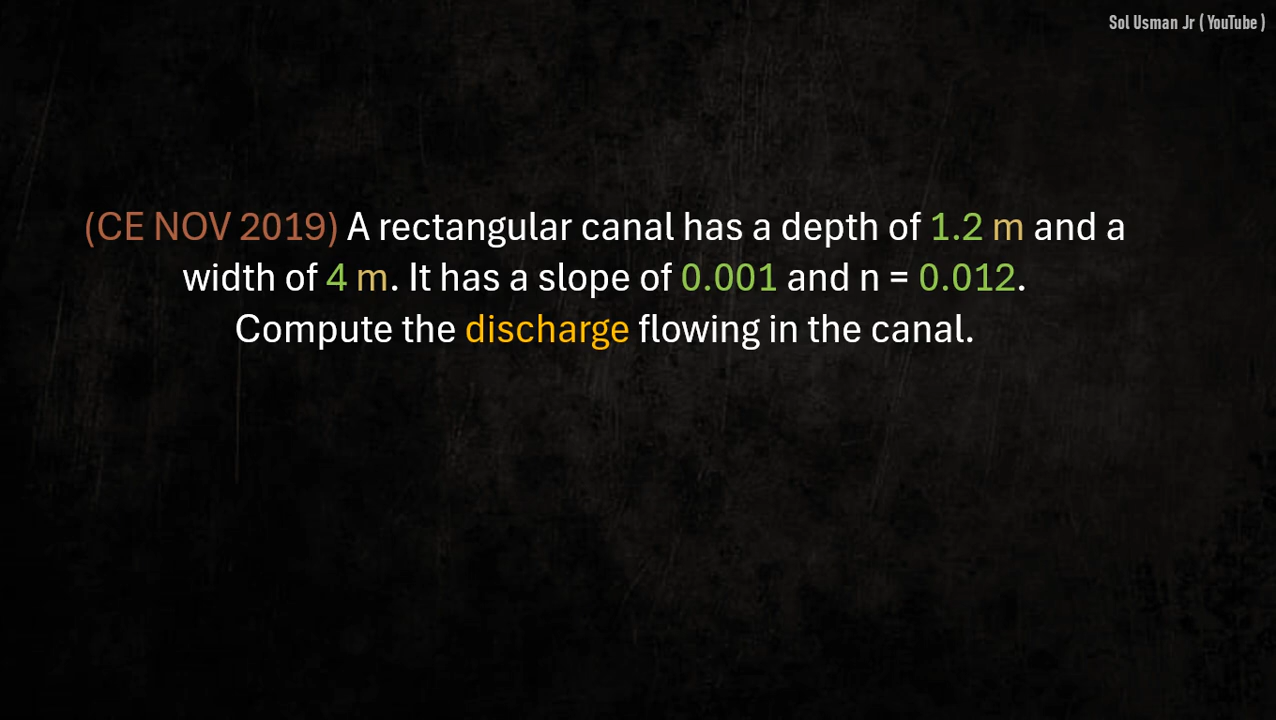 Sol Usman Jr ( YouTube )
(CE NOV 2019) A rectangular canal has a depth of 1.2 m and a
width of 4 m. It has a slope of 0.001 and n = 0.012.
Compute the discharge flowing in the canal.